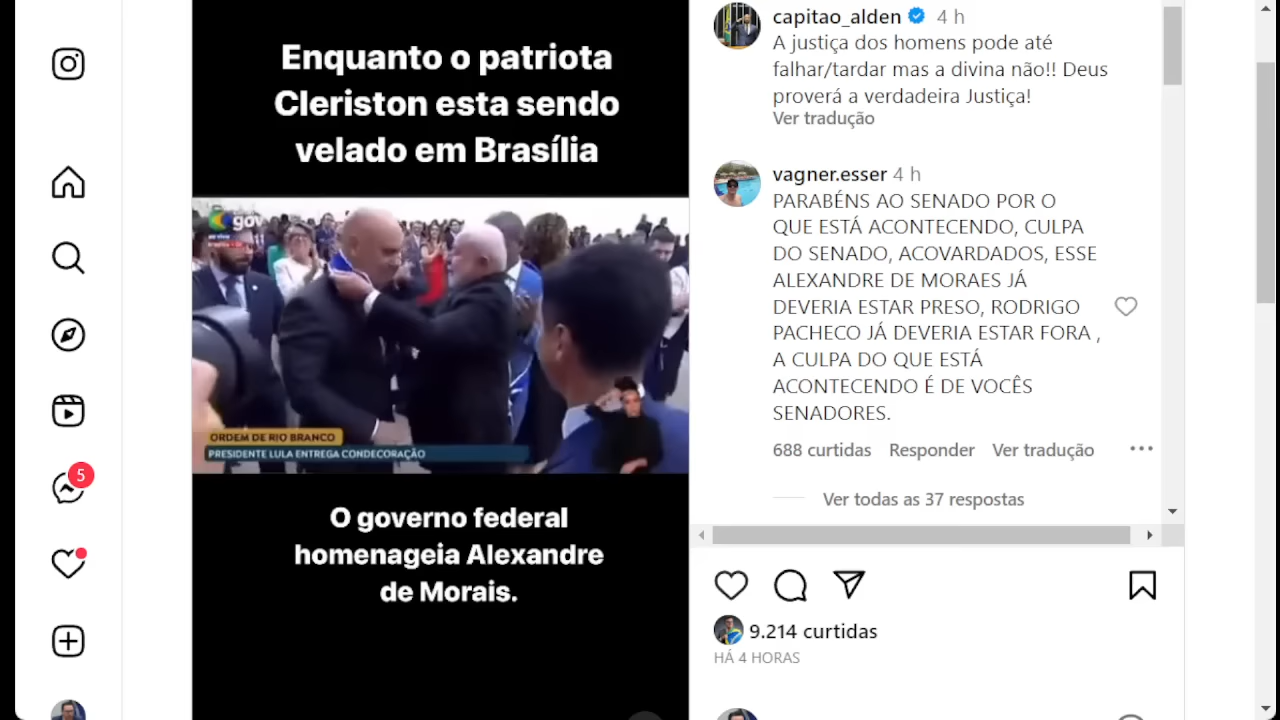 Enquanto o patriota
Cleriston esta sendo
velado em Brasília
gov
ORDEM DE RIO BRANCO
PRESIDENTE LULA ENTREGA CONDECORAÇÃO
O governo federal
homenageia Alexandre
de Morais.
capitao_alden 4 h
A justiça dos homens pode até
falhar/tardar mas a divina não!! Deus
proverá a verdadeira Justiça!
Ver tradução
vagner.esser 4 h
PARABÉNS AO SENADO POR O
QUE ESTÁ ACONTECENDO, CULPA
DO SENADO, ACOVARDADOS, ESSE
ALEXANDRE DE MORAES JÁ
DEVERIA ESTAR PRESO, RODRIGO
PACHECO JÁ DEVERIA ESTAR FORA ,
A CULPA DO QUE ESTÁ
ACONTECENDO É DE VOCÊS
SENADORES.
688 curtidas Responder Ver tradução
Ver todas as 37 respostas
9.214 curtidas
HÁ 4 HORAS
5